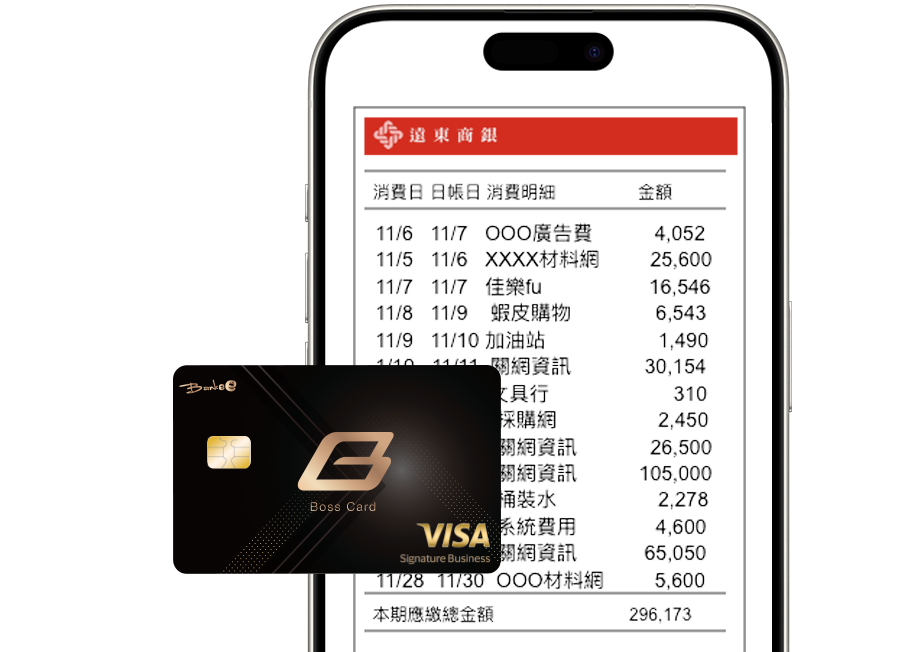 遠東商銀
消費日 日帳日 消費明細 金額
11/6 11/7 OOO廣告費 4,052
11/5 11/6 XXXX材料網 25,600
11/7 11/7 佳樂fu 16,546
11/8 11/9 蝦皮購物 6,543
11/9 11/10 加油站 1,490
關網資訊 30,154
文具行 310
採購網 2,450
關網資訊 26,500
關網資訊 105,000
桶裝水 2,278
系統費用 4,600
關網資訊 65,050
11/28 11/30 OOO材料網 5,600
本期應繳總金額 296,173
Bankee
Boss Card
VISA
Signature Business